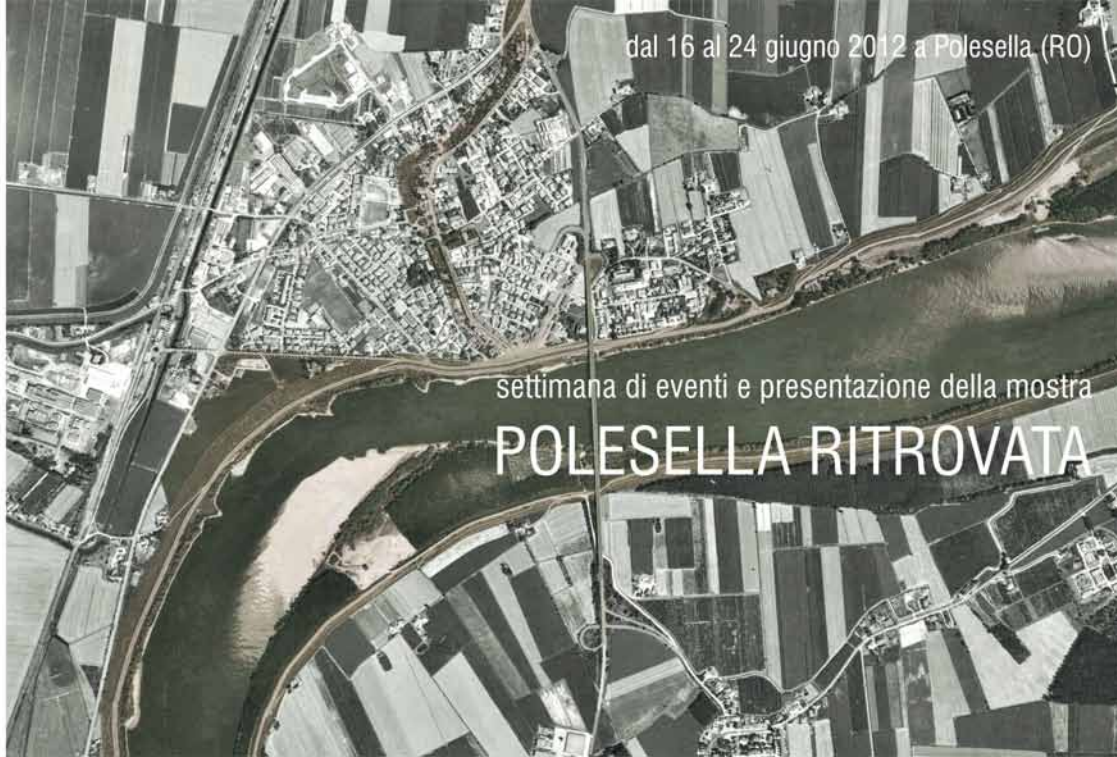 dal 16 al 24 giugno 2012 a Polesella (RO)
settimana di eventi e presentazione della mostra
POLESELLA RITROVATA